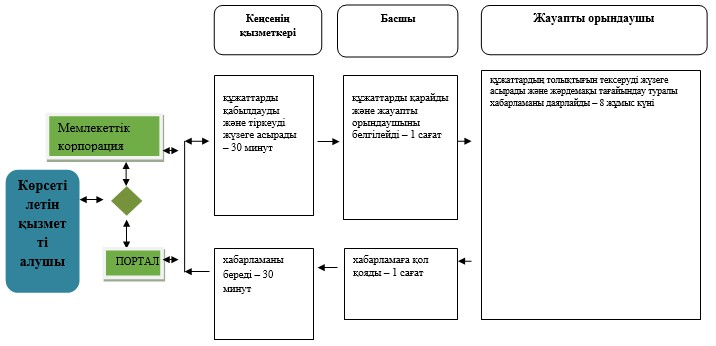 Кеңсенің
қызметкері
Басшы
Жауапты орындаушы
құжаттарды
қабылдауды
және тіркеуді
жүзеге асырады
– 30 минут
құжаттарды қарайды
және жауапты
орындаушыны
белгілейді – 1 сағат
құжаттардың толықтығын тексеруді жүзеге
асырады және жәрдемақы тағайындау туралы
хабарламаны даярлайды – 8 жұмыс күні
Мемлекеттік
корпорация
Көрсеті
летін
қызмет
ті
алушы
ПОРТАЛ
хабарламаны
береді – 30
минут
хабарламаға қол
қояды – 1 сағат